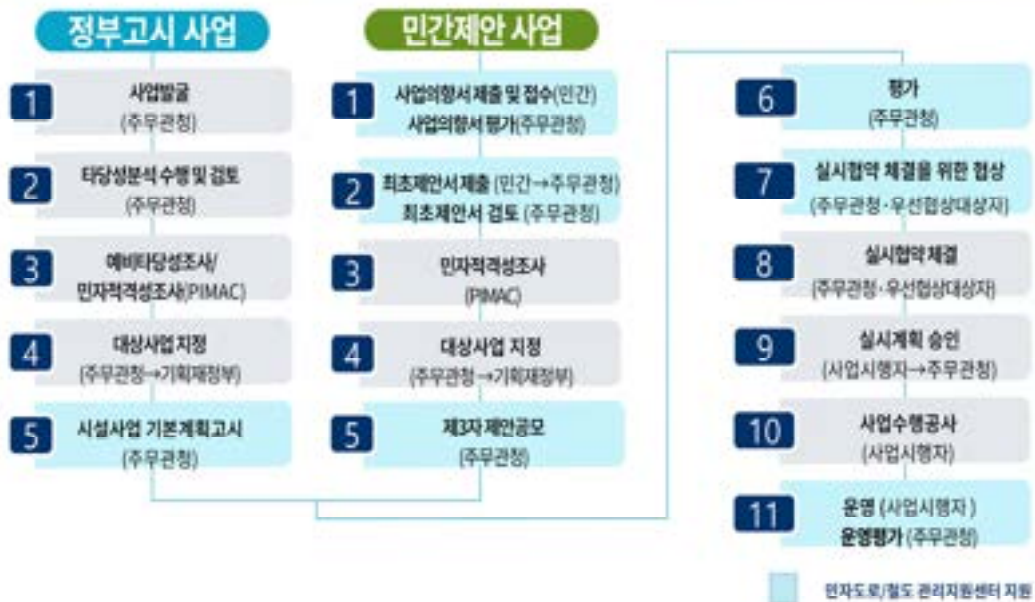 정부고시 사업
1
사업발굴
(주무관청)
2
타당성분석 수행 및 검토
(주무관청)
3
예비타당성조사/
민자적격성조사(PIMAC)
4
대상사업 지정
(주무관청→기획재정부)
5
시설사업 기본계획고시
(주무관청)
민간제안 사업
1
사업의향서 제출 및 접수(민간)
사업의향서 평가(주무관청)
2
최초제안서 제출 (민간→주무관청)
최초제안서 검토 (주무관청)
3
민자적격성조사
(PIMAC)
4
대상사업 지정
(주무관청→기획재정부)
5
제3자 제안공모
(주무관청)
6
평가
(주무관청)
7
실시협약 체결을 위한 협상
(주무관청·우선협상대상자)
8
실시협약 체결
(주무관청·우선협상대상자)
9
실시계획 승인
(사업시행자→주무관청)
10
사업수행공사
(사업시행자)
11
운영 (사업시행자 )
운영평가 (주무관청)
민자도로/철도 관리지원센터 지원